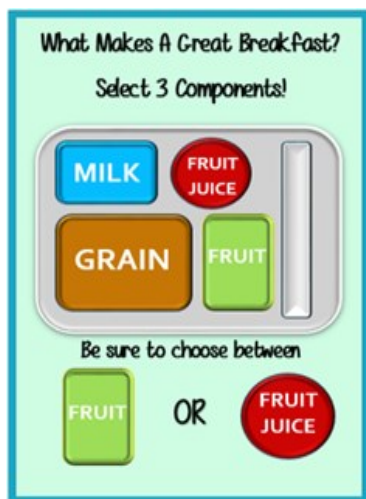 What Makes A Great Breakfast?
Select 3 Components!
MILK
FRUIT
JUICE
GRAIN
FRUIT
Be sure to choose between
FRUIT
OR
FRUIT
JUICE